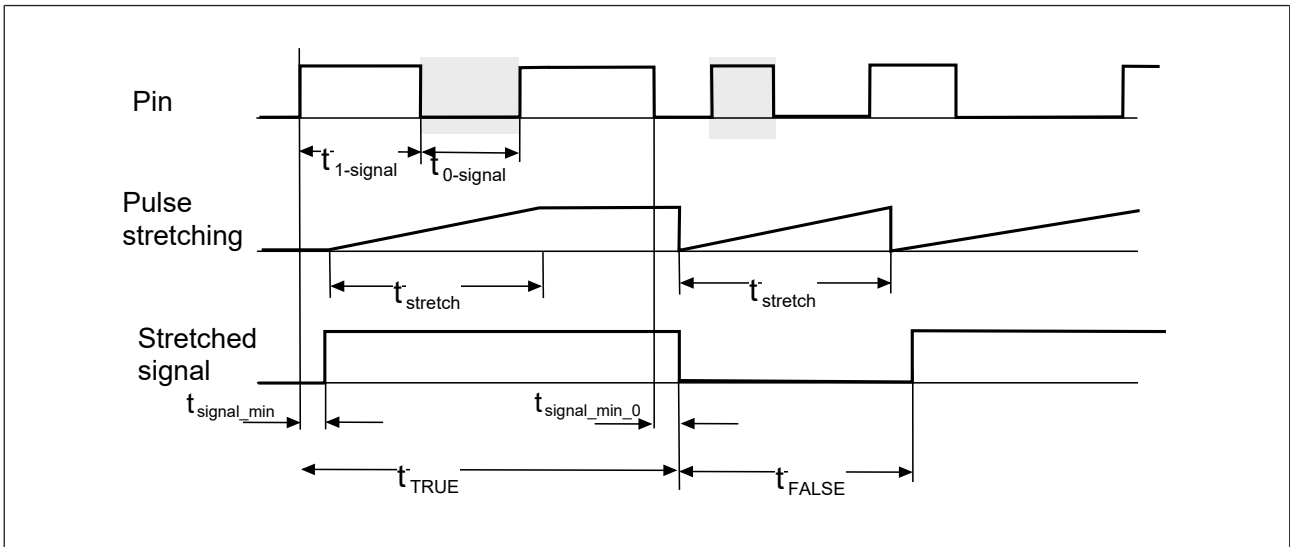 Pin
t1-signal
t0-signal
Pulse
stretching
tstretch
tstretch
Stretched
signal
tsignal_min
tsignal_min_0
tTRUE
tFALSE